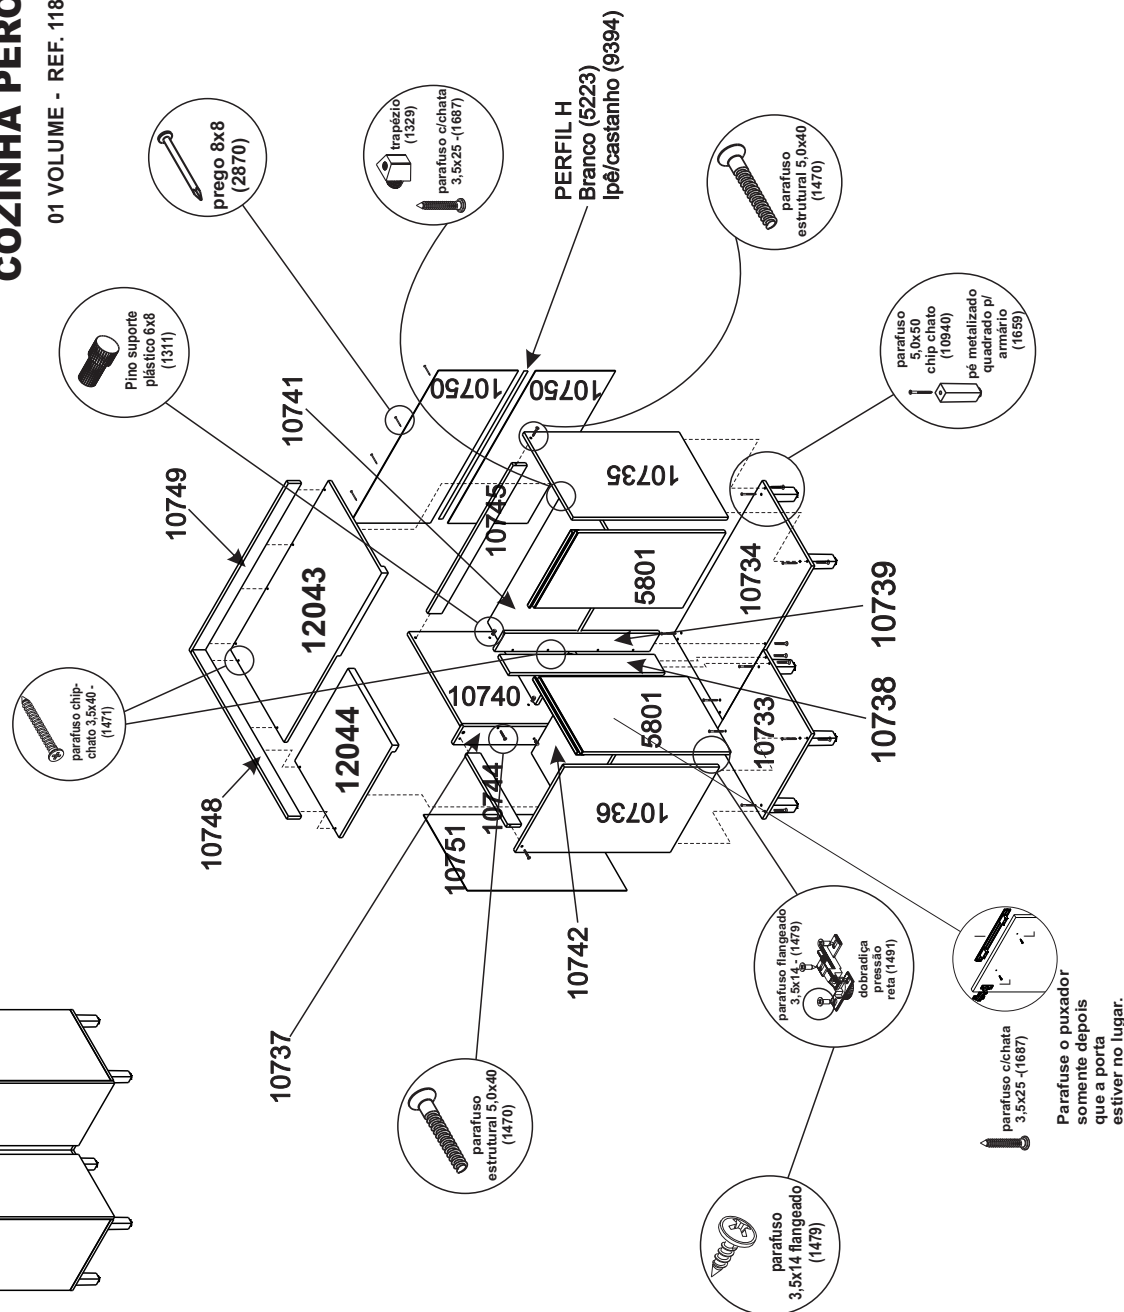 COZINHA
01 VOLUME - REF. 118
prego 8x8
(2870)
trapézio
(1329)
parafuso c/chata
3,5x25 -(1687)
PERFIL H
Branco (5223)
Ipê/castanho (9394)
parafuso
estrutural 5,0x40
(1470)
Pino suporte
plástico 6x8
(1311)
parafuso
5,0x50
chip chato
(10940)
pé metalizado
quadrado p/
armário
(1659)
parafuso chip-
chato 3,5x40 -
(1471)
10749
10741
10750
10750
12043
10745
10735
5801
10734
10739
12044
10740
10748
10738
5801
10733
10744
10736
10751
10737
10742
parafuso
estrutural 5,0x40
(1470)
parafuso flangeado
3,5x14 - (1479)
dobradiça
pressão
reta (1491)
parafuso
3,5x14 flangeado
(1479)
parafuso c/chata
3,5x25 -(1687)
Parafuse o puxador
somente depois
que a porta
estiver no lugar.